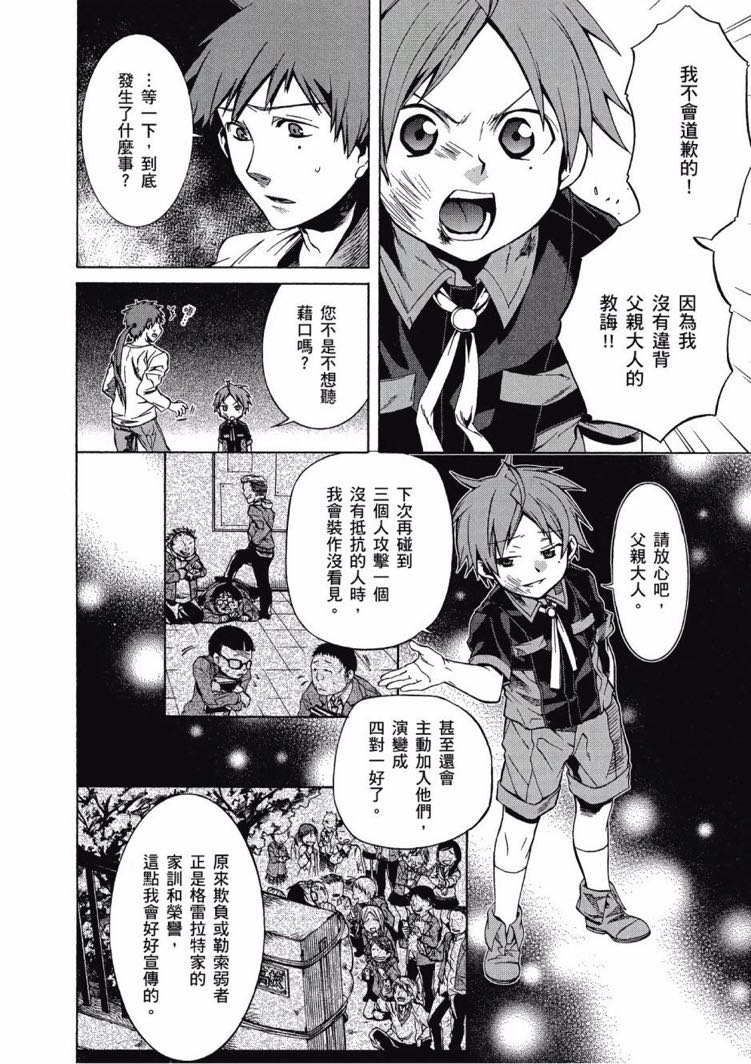 我不會道歉的！
因為我
沒有違背
父親大人的
教誨!!
…等一下，到底
發生了什麼事？
您不是不想聽
藉口嗎？
請放心吧，
父親大人。
下次再碰到
三個人攻擊一個
沒有抵抗的人時，
我會裝作沒看見。
甚至還會
主動加入他們，
演變成
四對一好了。
原來欺負或勒索弱者
正是格雷拉特家的
家訓和榮譽，
這點我會好好宣傳的。